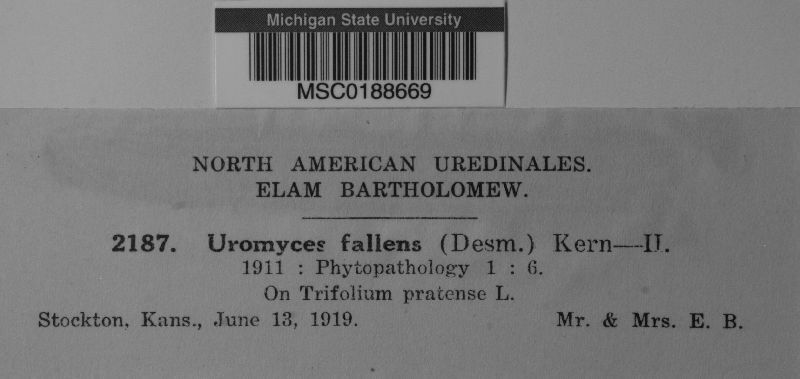 Michigan State University
MSC0188669
NORTH AMERICAN UREDINALES.
ELAM BARTHOLOMEW.
2187. Uromyces fallens (Desm.) Kern—II.
1911 : Phytopathology 1 : 6.
On Trifolium pratense L.
Stockton, Kans., June 13, 1919. Mr. & Mrs. E. B.